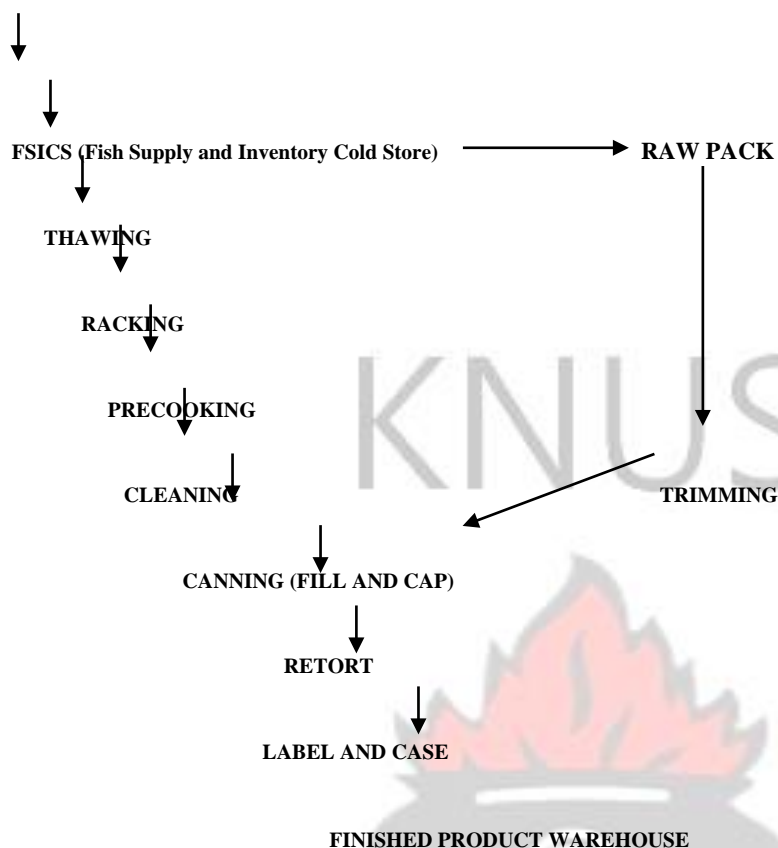 FSICS (Fish Supply and Inventory Cold Store) RAW PACK
THAWING
RACKING
PRECOOKING
CLEANING TRIMMING
CANNING (FILL AND CAP)
RETORT
LABEL AND CASE
FINISHED PRODUCT WAREHOUSE
KNUS